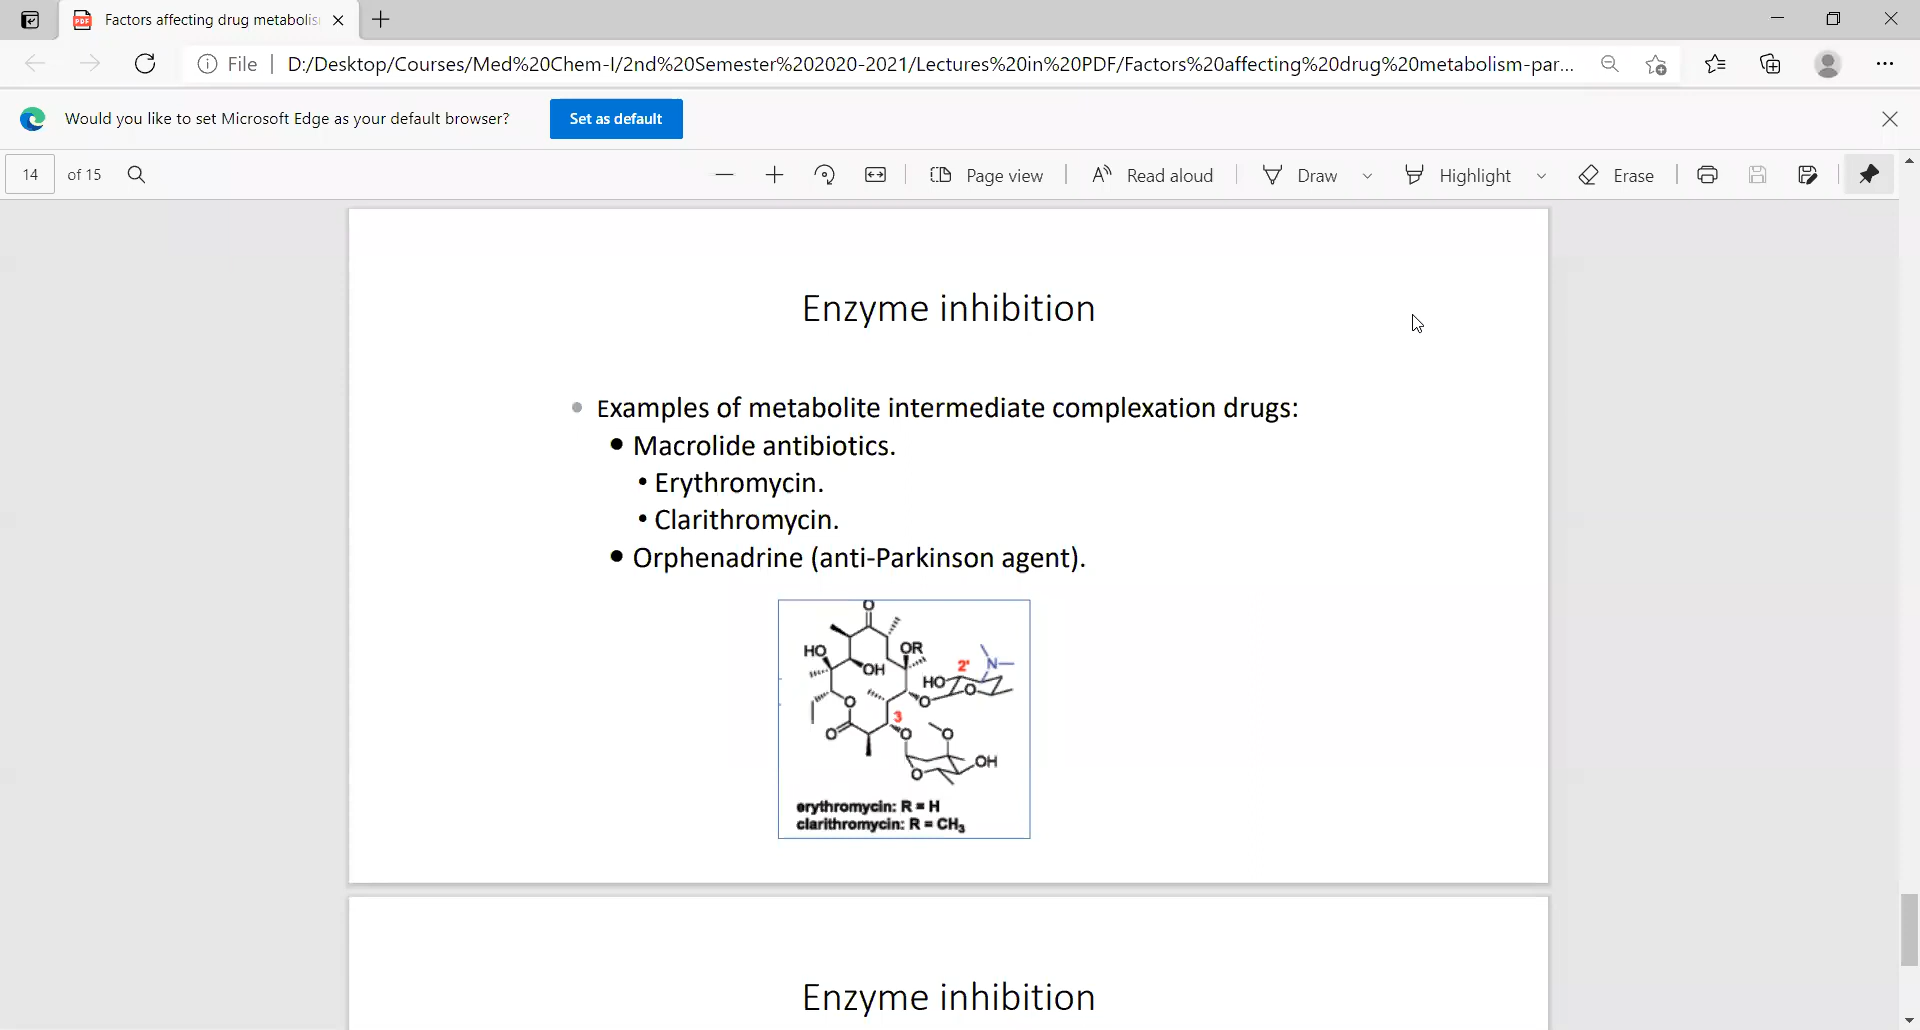 Factors affecting drug metabolis
File
D:/Desktop/Courses/Med%20Chem-I/2nd%20Semester%202020-2021/Lectures%20in%20PDF/Factors%20affecting%20drug%20metabolism-par...
Would you like to set Microsoft Edge as your default browser?
Set as default
14 of 15
Page view
Read aloud
Draw
Highlight
Erase
Enzyme inhibition
• Examples of metabolite intermediate complexation drugs:
• Macrolide antibiotics.
• Erythromycin.
• Clarithromycin.
• Orphenadrine (anti-Parkinson agent).
O
HO
OH
OR
2'
N
HO
O
O
O
3
O
O
O
O
OH
erythromycin: R = H
clarithromycin: R = CH₃
Enzyme inhibition